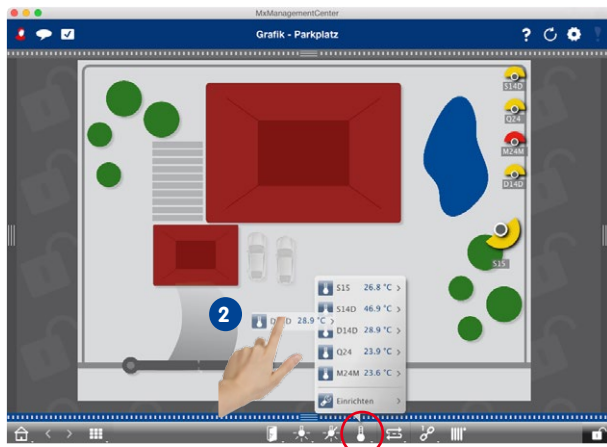 MxManagementCenter
Grafik - Parkplatz
?
S14D
Q24
M24M
D14D
S15
2
D14D 28.9 °C >
S15 26.8 °C >
S14D 46.9 °C >
D14D 28.9 °C >
Q24 23.9 °C >
M24M 23.6 °C >
Einrichten >